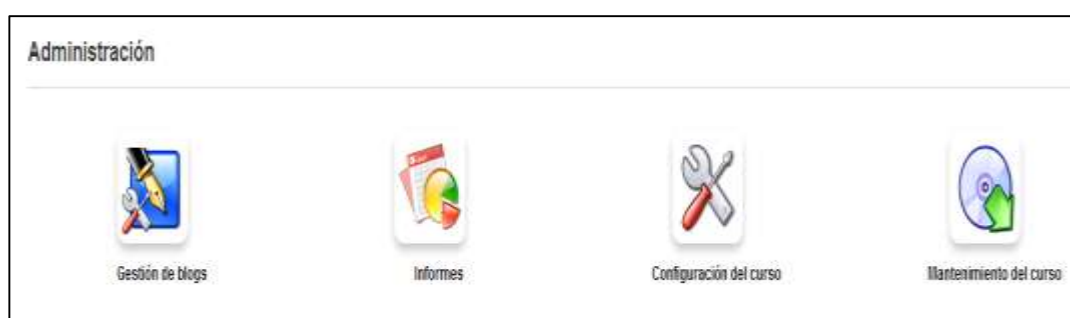 Administración
Gestión de blogs
Informes
Configuración del curso
Mantenimiento del curso